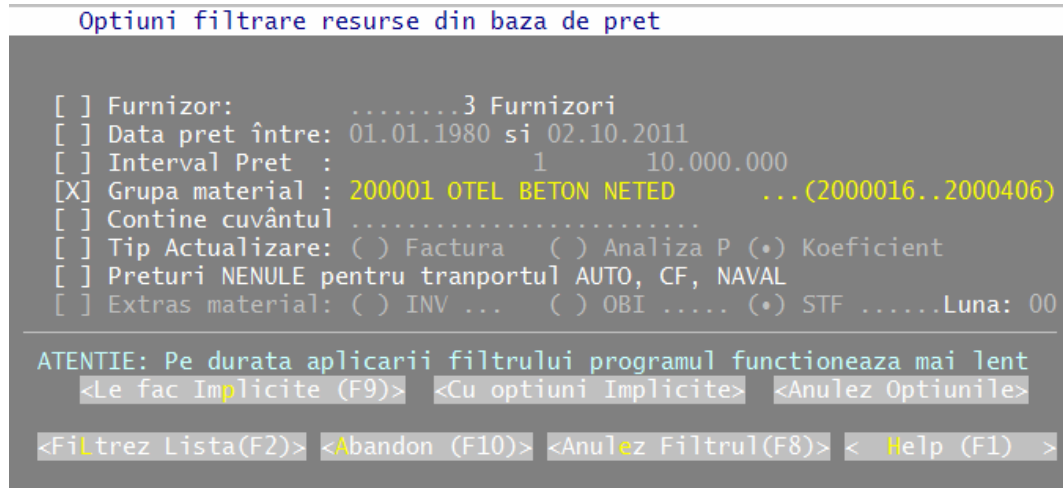 Optiuni filtrare resurse din baza de pret
[ ] Furnizor: ........3 Furnizori
[ ] Data pret între: 01.01.1980 si 02.10.2011
[ ] Interval Pret : 1 10.000.000
[X] Grupa material : 200001 OTEL BETON NETED ...(2000016..2000406)
[ ] Contine cuvântul .........................
[ ] Tip Actualizare: ( ) Factura ( ) Analiza P (•) Koeficient
[ ] Preturi NENULE pentru tranportul AUTO, CF, NAVAL
[ ] Extras material: ( ) INV ... ( ) OBI ..... (•) STF ......Luna: 00
ATENTIE: Pe durata aplicarii filtrului programul functioneaza mai lent
<Le fac Implicite (F9)> <Cu optiuni Implicite> <Anulez Optiunile>
<FiLtrez Lista(F2)> <Abandon (F10)> <Anulez Filtrul(F8)> < Help (F1) >